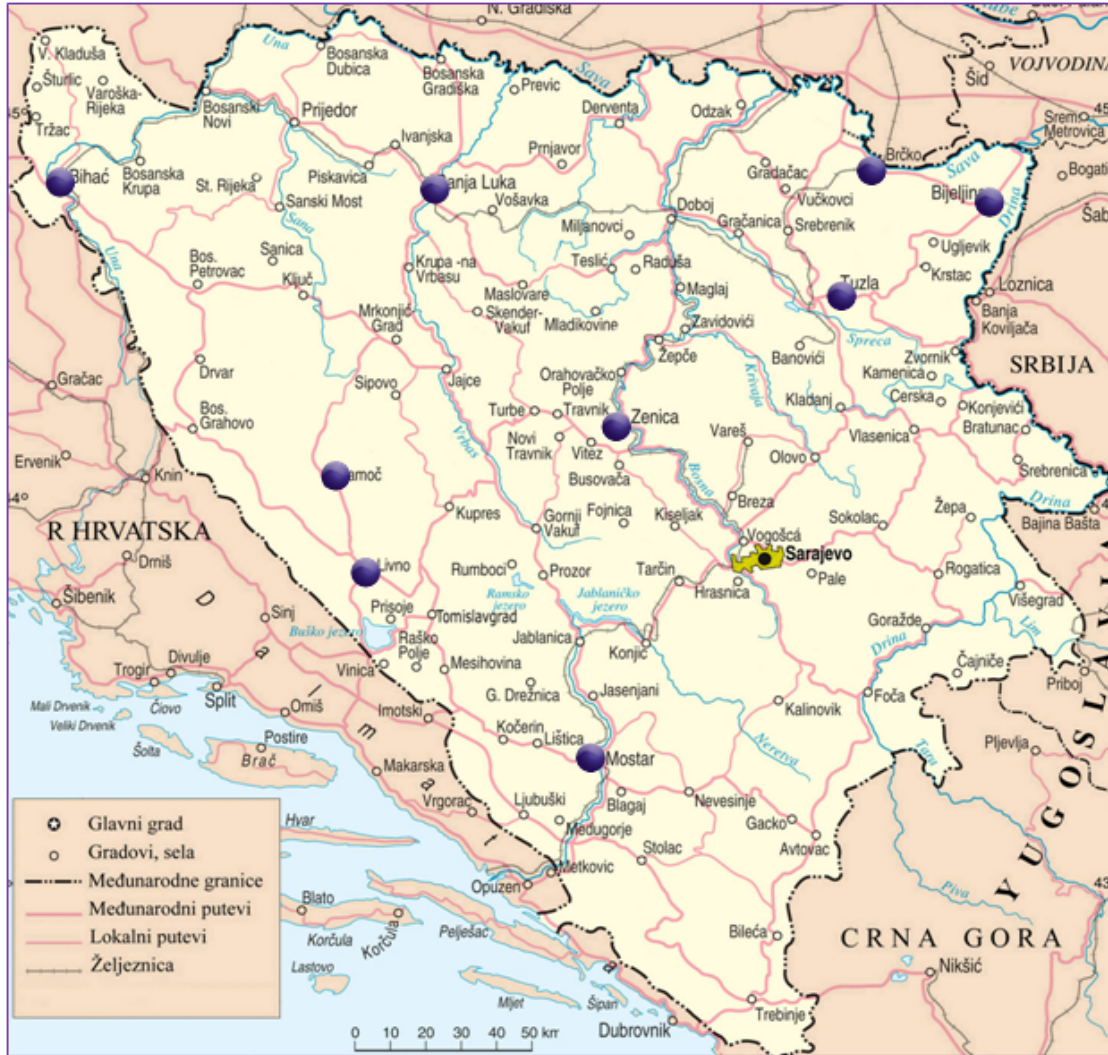 N. Gradiška
Una
Bosanska
Dubica
Bosanska
Gradiška
Sava
Previc
V. Kladuša
Šturlic
Varoška-
Rijeka
Tržac
Bosanski
Novi
Prijedor
Ivanjska
Derventa
Odzak
Šid
VOJVODINA
Srem.
Metrovica
Bihać
Bosanska
Krupa
St. Rijeka
Piskavica
Prnjavor
Gradačac
Vučkovci
Brčko
Sava
Bijeljina
Drina
Bogati
Sanski Most
Sana
Vošavka
Miljanovci
Doboj
Gračanica
Srebrenik
Ugljevik
Una
Bos.
Petrovac
Sanica
Ključ
Krupa -na
Vrbasu
Teslić
Raduša
Maslovare
Maglaj
Tuzla
Krstac
Loznica
Banja
Koviljača
Mrkonjić-
Grad
Skender-
Vakuf
Mladikovine
Zavidovići
Žepče
Banovići
Spreca
Zvornik
Kamenica
SRBIJA
Gračac
Drvar
Sipovo
Jajce
Orahovačko
Polje
Krivaja
Kladanj
Cerska
Konjevići
Bratunac
Bos.
Grahovo
Vrbas
Turbe
Travnik
Zenica
Novi
Travnik
Vitez
Vareš
Vlasenica
Ervenik
Knin
Busovača
Bosna
Olovo
Srebrenica
44°
R HRVATSKA
Kupres
Gornji
Vakuf
Fojnica
Kiseljak
Breza
Sokolac
Žepa
Drina
Bajina Bašta
Vogošcá
Sarajevo
Drniš
Livno
Rumboci
Prozor
Tarčin
Hrasnica
Pale
Rogatica
Višegrad
Šibenik
Sinj
Prisoje
Ramsko
jezero
Jablaničko
jezero
Buško jezero
Tomislavgrad
Raško
Polje
Jablanica
Konjić
Drina
Goražde
Lim
Trogir
Divulje
Vinica
Mesihovina
Čajniče
Priboj
Mali Drvenik
Veliki Drvenik
Čiovo
Split
G. Drežnica
Jasenjani
Foča
Kalinovik
Omiš
Imotski
Kočerin
Lištica
Neretva
Tara
Pljevlja
Šolta
Postire
Brač
Mostar
Dalmacija
Makarska
Vrgorac
Ljubuški
Međugorje
Blagaj
Nevesinje
Gacko
Avtovac
YUGOSLAVIA
Hvar
Stolac
Metkovic
Opuzen
Piva
Blato
Korčula
Korčula
Pelješac
Bileća
CRNA GORA
Nikšić
Lastovo
Mljet
Šipan
Trebinje
Dubrovnik
0 10 20 30 40 50 km
Glavni grad
Gradovi, sela
Međunarodne granice
Međunarodni putevi
Lokalni putevi
Željeznica